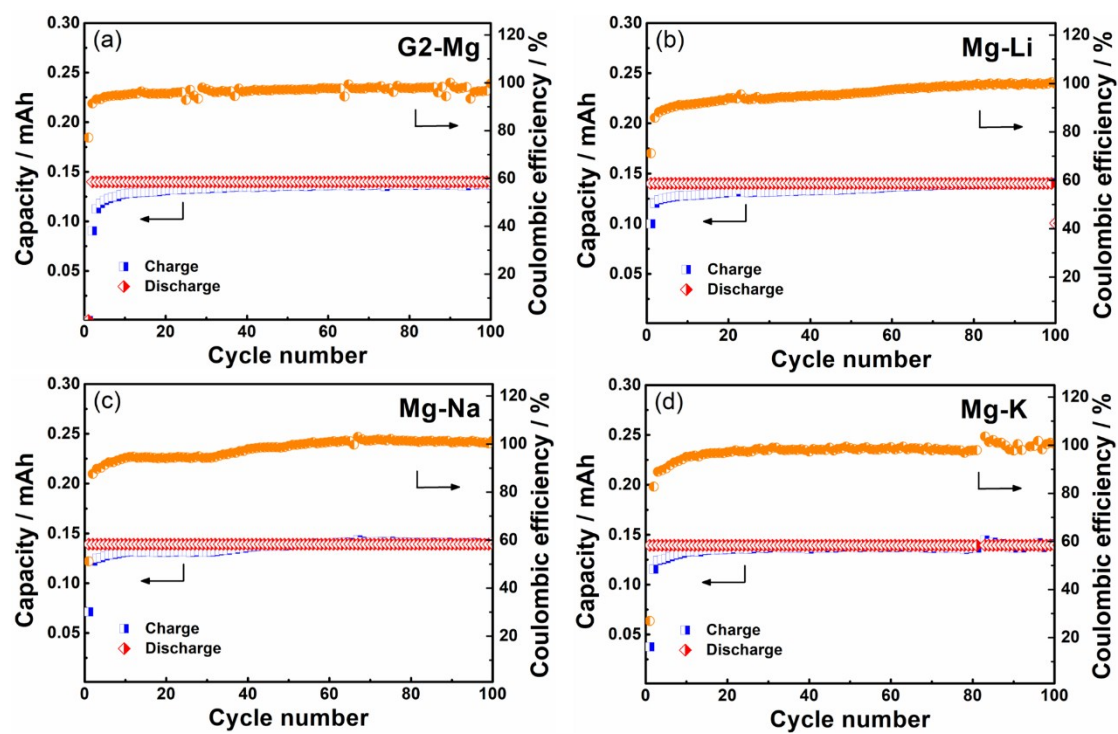 (a)
G2-Mg
Capacity / mAh
0.30
0.25
0.20
0.15
0.10
0.05
120
100
80
60
40
20
Coulombic efficiency / %
Charge
Discharge
0 20 40 60 80 100
Cycle number
(b)
Mg-Li
Capacity / mAh
0.30
0.25
0.20
0.15
0.10
0.05
120
100
80
60
40
20
Coulombic efficiency / %
Charge
Discharge
0 20 40 60 80 100
Cycle number
(c)
Mg-Na
Capacity / mAh
0.30
0.25
0.20
0.15
0.10
0.05
120
100
80
60
40
20
Coulombic efficiency / %
Charge
Discharge
0 20 40 60 80 100
Cycle number
(d)
Mg-K
Capacity / mAh
0.30
0.25
0.20
0.15
0.10
0.05
120
100
80
60
40
20
Coulombic efficiency / %
Charge
Discharge
0 20 40 60 80 100
Cycle number